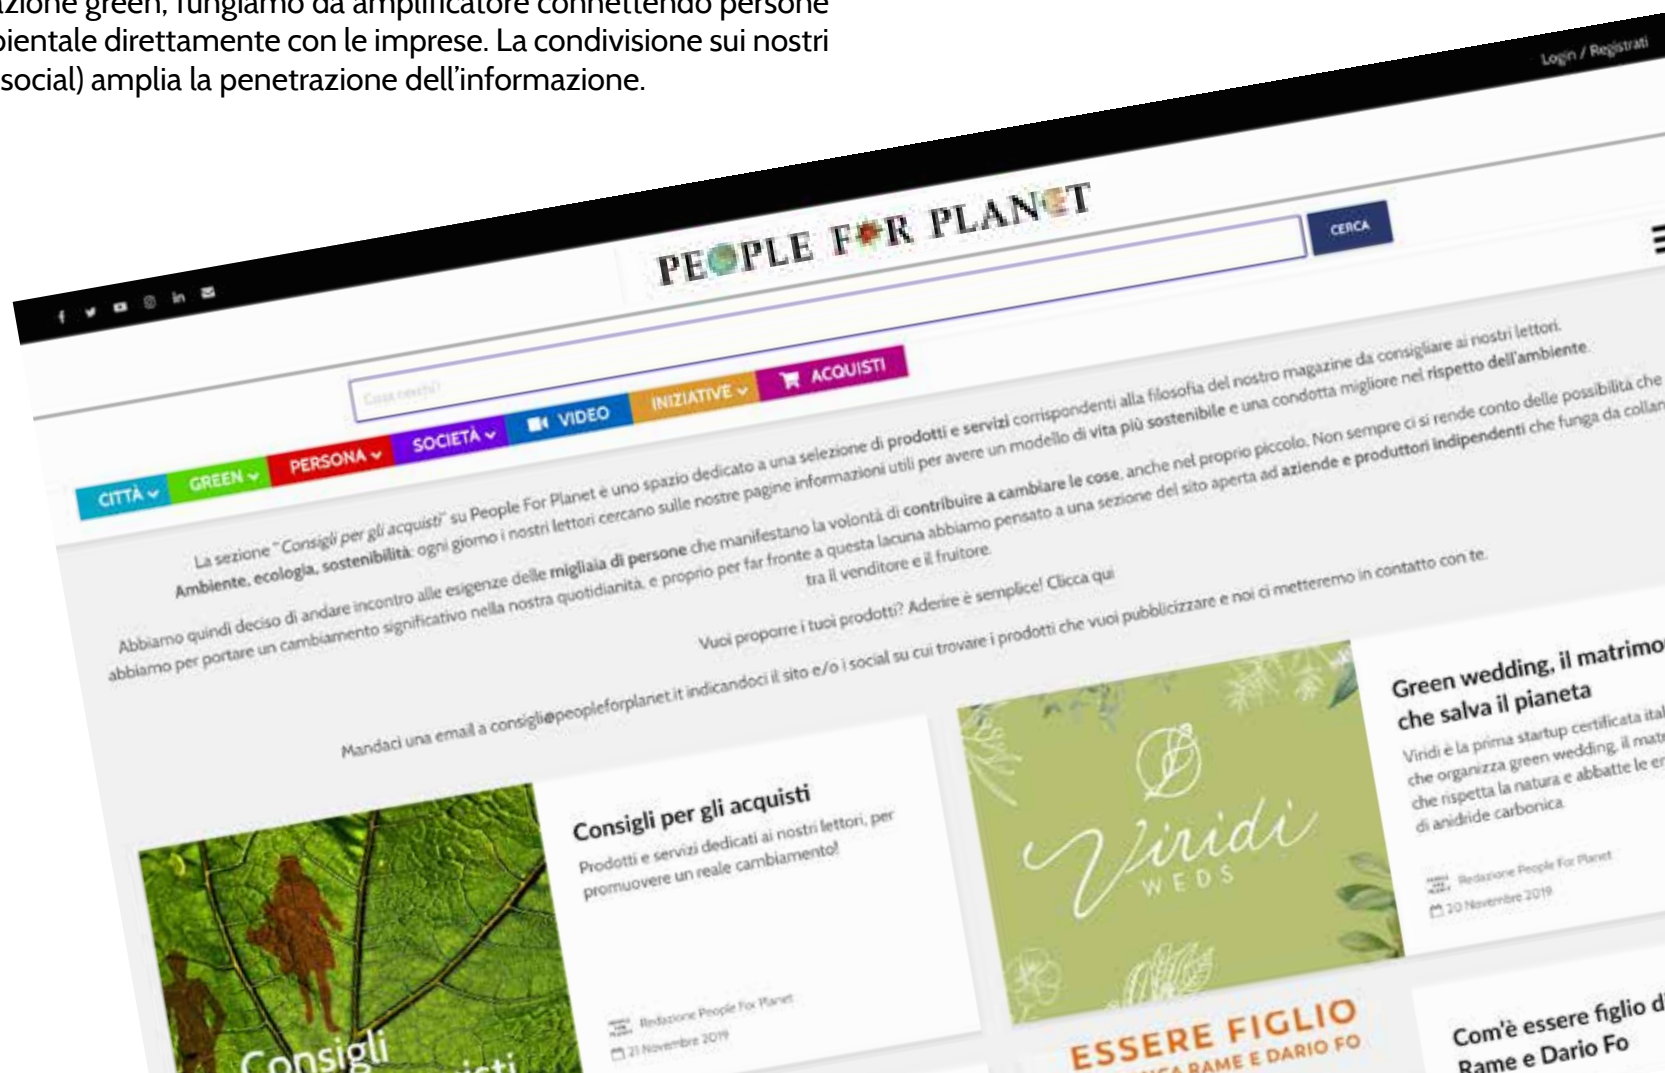 azione green, fungiamo da amplificatore connettendo persone
bientale direttamente con le imprese. La condivisione sui nostri
social) amplia la penetrazione dell'informazione.
Login / Registrati
PEOPLE FOR PLANET
Cosa cerchi?
CERCA
CITTÀ
GREEN
PERSONA
SOCIETÀ
VIDEO
INIZIATIVE
ACQUISTI
La sezione "Consigli per gli acquisti" su People For Planet è uno spazio dedicato a una selezione di prodotti e servizi corrispondenti alla filosofia del nostro magazine da consigliare ai nostri lettori.
Ambiente, ecologia, sostenibilità: ogni giorno i nostri lettori cercano sulle nostre pagine informazioni utili per avere un modello di vita più sostenibile e una condotta migliore nel rispetto dell'ambiente.
Abbiamo quindi deciso di andare incontro alle esigenze delle migliaia di persone che manifestano la volontà di contribuire a cambiare le cose, anche nel proprio piccolo. Non sempre ci si rende conto delle possibilità che
abbiamo per portare un cambiamento significativo nella nostra quotidianità, e proprio per far fronte a questa lacuna abbiamo pensato a una sezione del sito aperta ad aziende e produttori indipendenti che funga da collan
tra il venditore e il fruitore.
Vuoi proporre i tuoi prodotti? Aderire è semplice! Clicca qui
Mandaci una email a consigli@peopleforplanet.it indicandoci il sito e/o i social su cui trovare i prodotti che vuoi pubblicizzare e noi ci metteremo in contatto con te.
Consigli
isti
Consigli per gli acquisti
Prodotti e servizi dedicati ai nostri lettori, per
promuovere un reale cambiamento!
Redazione People For Planet
21 Novembre 2019
Viridi
WEDS
Green wedding, il matrimo
che salva il pianeta
Viridi è la prima startup certificata ital
che organizza green wedding, il matr
che rispetta la natura e abbatte le em
di anidride carbonica.
Redazione People For Planet
20 Novembre 2019
ESSERE FIGLIO
RAME E DARIO FO
Com'è essere figlio d
Rame e Dario Fo